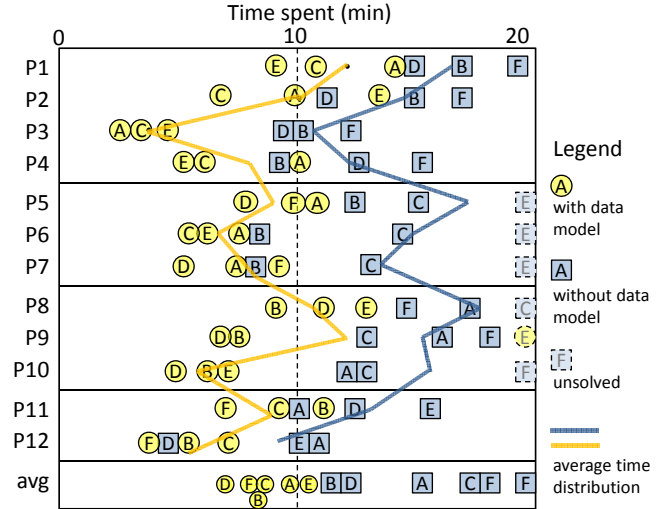 Time spent (min)
0 10 20
P1 E A A D B F
P2 C A D E B F
P3 A C E D B F
P4 E C B A D F
P5 D F A B C E
P6 C E A B C E
P7 D A B F C E
P8 B D E F A C
P9 D B C A F E
P10 D B E A C F
P11 F C A B D E
P12 F D B C E A
avg D F C A E B D A C F E
B
Legend
A
with data
model
A
without data
model
F
unsolved
average time
distribution